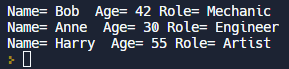 Name= Bob  Age= 42 Role= Mechanic
Name= Anne  Age= 30 Role= Engineer
Name= Harry  Age= 55 Role= Artist
>